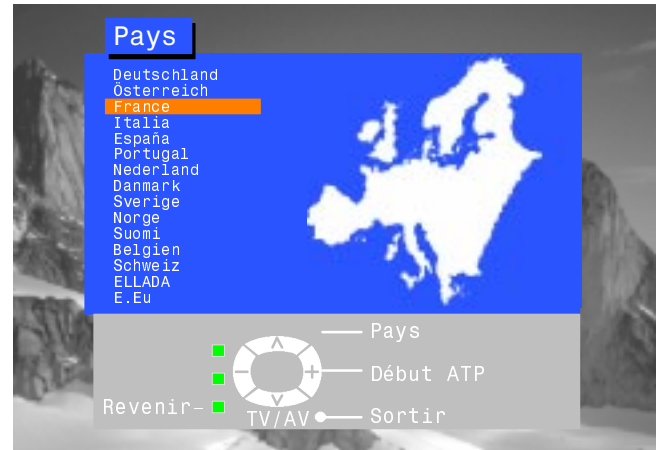 Pays
Deutschland
Österreich
France
Italia
España
Portugal
Nederland
Danmark
Sverige
Norge
Suomi
Belgien
Schweiz
ELLADA
E.Eu
Pays
Début ATP
Revenir-
TV/AV
Sortir